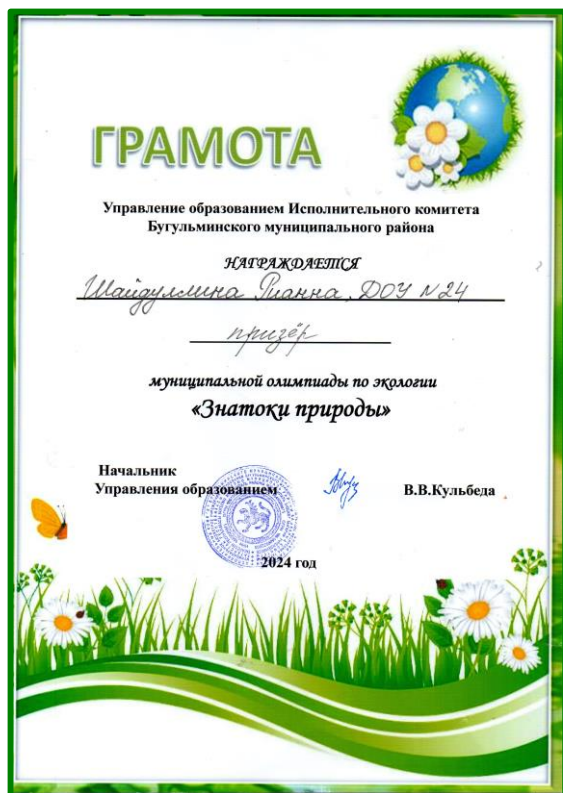 ГРАМОТА
Управление образованием Исполнительного комитета
Бугульминского муниципального района
НАГРАЖДАЕТСЯ
Шайдуллина Рианна, ДОУ №24
призёр
муниципальной олимпиады по экологии
«Знатоки природы»
Начальник
Управления образованием В.В.Кульбеда
2024 год